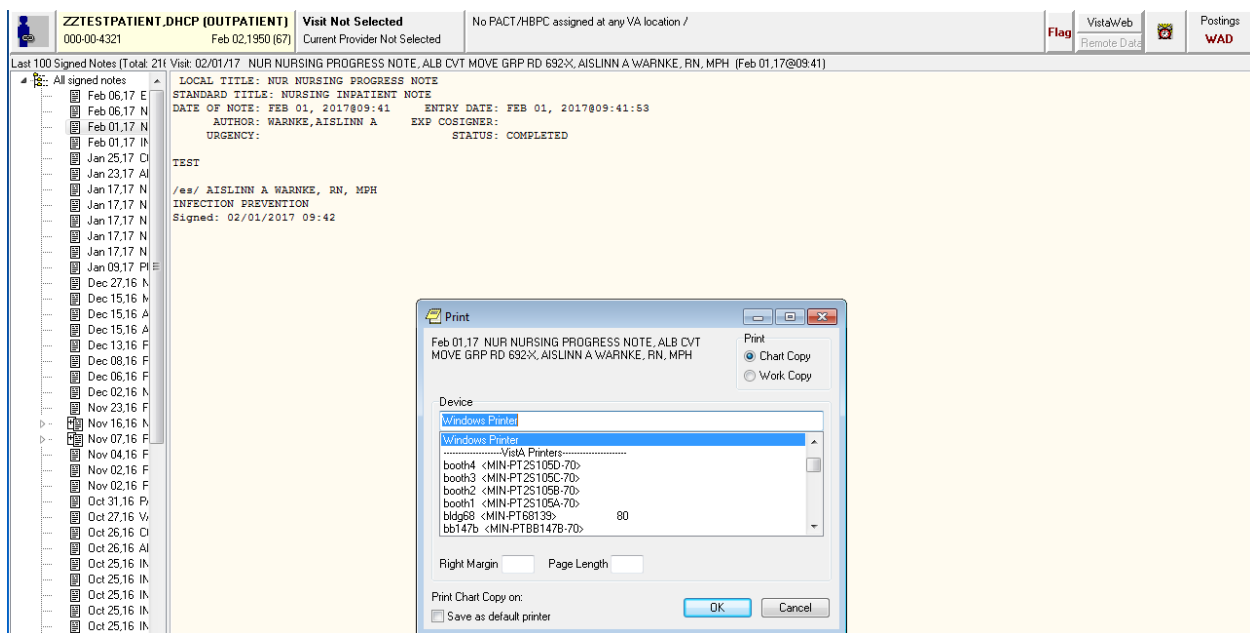 ZZTESTPATIENT,DHCP (OUTPATIENT)
000-00-4321 Feb 02,1950 (67)
Visit Not Selected
Current Provider Not Selected
No PACT/HBPC assigned at any VA location /
Flag
VistaWeb
Remote Data
Postings
WAD
Last 100 Signed Notes (Total: 216
Visit: 02/01/17 NUR NURSING PROGRESS NOTE, ALB CVT MOVE GRP RD 692-X, AISLINN A WARNKE, RN, MPH (Feb 01,17@09:41)
All signed notes
Feb 06,17 E
Feb 06,17 N
Feb 01,17 N
Feb 01,17 IN
Jan 25,17
Jan 23,17
Jan 17,17 N
Jan 17,17 N
Jan 17,17 N
Jan 17,17 N
Jan 17,17 N
Jan 09,17
Dec 27,16
Dec 15,16
Dec 15,16 A
Dec 15,16 A
Dec 13,16 F
Dec 08,16 F
Dec 06,16 F
Dec 02,16
Nov 23,16 F
Nov 16,16
Nov 07,16 F
Nov 04,16 F
Nov 02,16 F
Nov 02,16 F
Oct 31,16
Oct 27,16
Oct 26,16
Oct 26,16
Oct 25,16
Oct 25,16
Oct 25,16
Oct 25,16
LOCAL TITLE: NUR NURSING PROGRESS NOTE
STANDARD TITLE: NURSING INPATIENT NOTE
DATE OF NOTE: FEB 01, 2017@09:41 ENTRY DATE: FEB 01, 2017@09:41:53
AUTHOR: WARNKE,AISLINN A EXP COSIGNER:
URGENCY: STATUS: COMPLETED
TEST
/es/ AISLINN A WARNKE, RN, MPH
INFECTION PREVENTION
Signed: 02/01/2017 09:42
Print
Feb 01,17 NUR NURSING PROGRESS NOTE, ALB CVT
MOVE GRP RD 692-X, AISLINN A WARNKE, RN, MPH
Print
Chart Copy
Work Copy
Device
Windows Printer
Windows Printer
--------------------VistA Printers----------------------
booth4 <MIN-PT2S105D-70>
booth3 <MIN-PT2S105C-70>
booth2 <MIN-PT2S105B-70>
booth1 <MIN-PT2S105A-70>
bldg68 <MIN-PT68139> 80
bb147b <MIN-PTBB147B-70>
Right Margin Page Length
Print Chart Copy on:
Save as default printer
OK Cancel